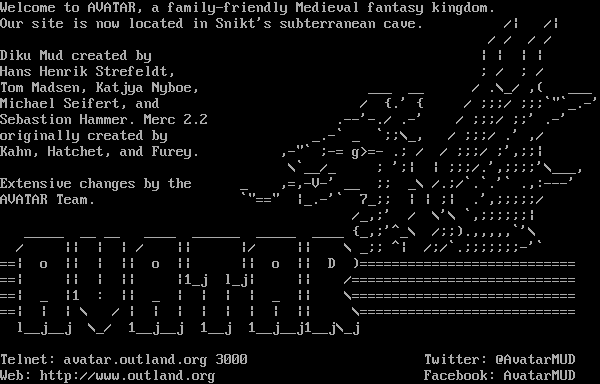 Welcome to AVATAR, a family-friendly Medieval fantasy kingdom.
Our site is now located in Snikt's subterranean cave.
Diku Mud created by
Hans Henrik Strefeldt,
Tom Madsen, Katjya Nyboe,
Michael Seifert, and
Sebastion Hammer. Merc 2.2
originally created by
Kahn, Hatchet, and Furey.
Extensive changes by the
AVATAR Team.
AVATAR
Telnet: avatar.outland.org 3000
Twitter: @AvatarMUD
Web: http://www.outland.org
Facebook: AvatarMUD